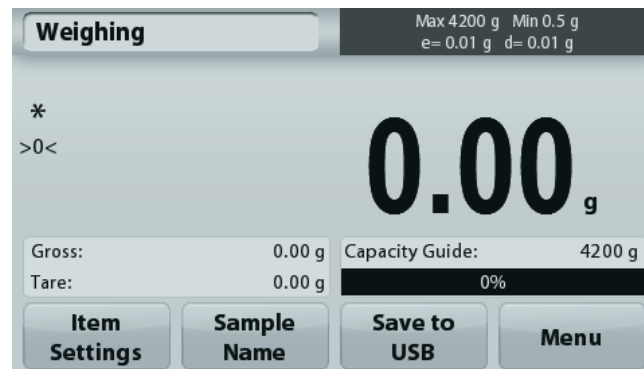 Weighing
Max 4200 g Min 0.5 g
e= 0.01 g d= 0.01 g
*
>0<
0.00 g
Gross: 0.00 g
Tare: 0.00 g
Capacity Guide: 4200 g
0%
Item
Settings
Sample
Name
Save to
USB
Menu